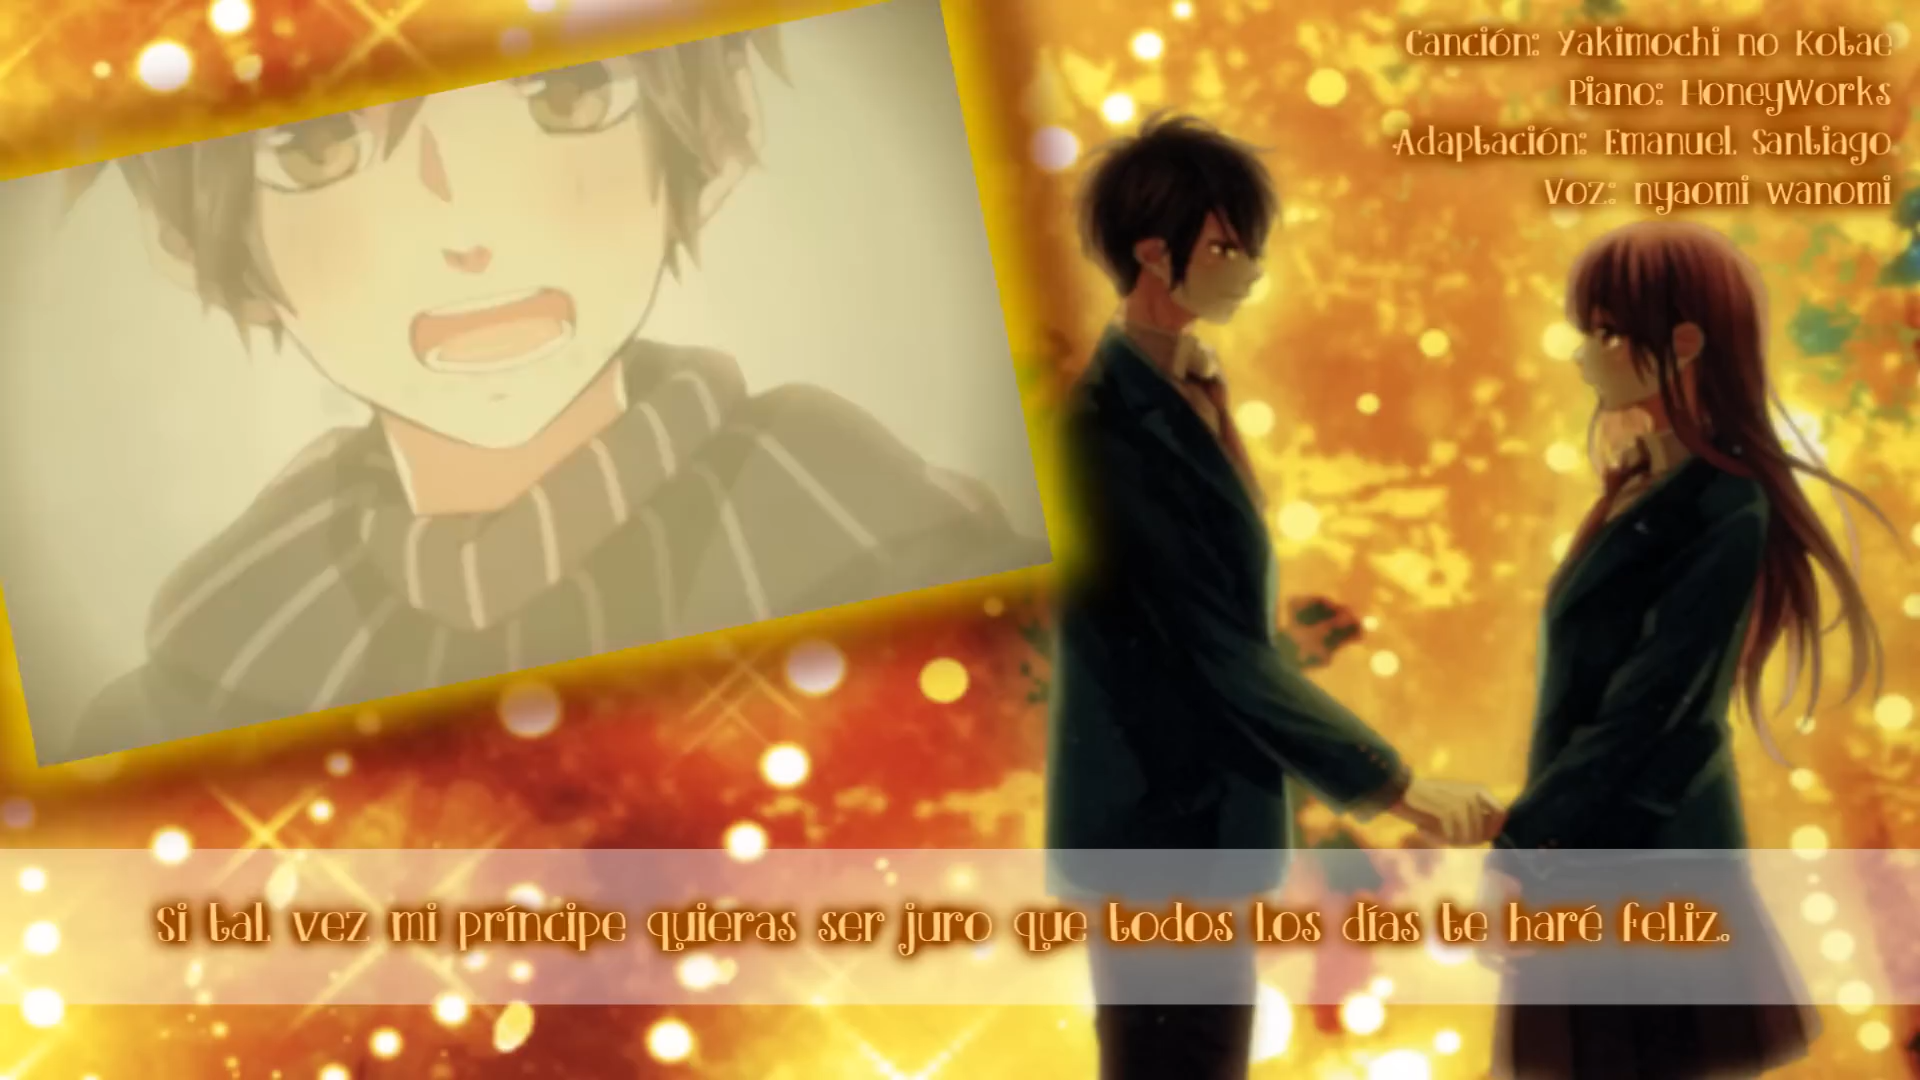 Canción: Yakimochi no Kotae
Piano: HoneyWorks
Adaptación: Emanuel Santiago
Voz: nyaomi wanomi
Si tal vez mi príncipe quieras ser juro que todos los días te haré feliz.